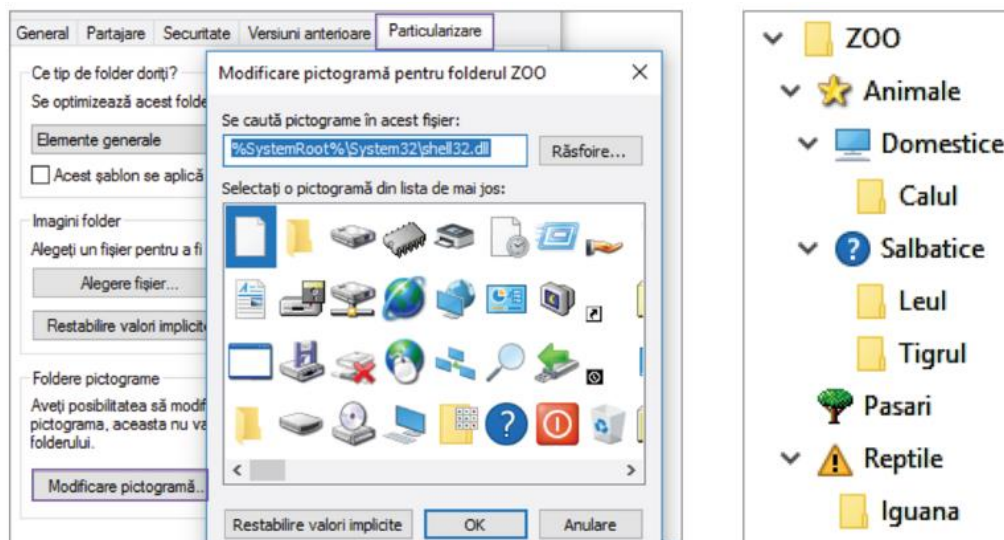 General Partajare Securitate Versiuni anterioare Particularizare
Ce tip de folder doriți?
Se optimizează acest folde
Elemente generale
Acest șablon se aplică
Imagini folder
Alegeți un fișier pentru a fi
Alegere fișier...
Restabilire valori implicite
Foldere pictograme
Aveți posibilitatea să modif
pictograma, aceasta nu va
folderului.
Modificare pictogramă...
Modificare pictogramă pentru folderul ZOO
Se caută pictograme în acest fișier:
%SystemRoot%\System32\shell32.dll
Răsfoire...
Selectați o pictogramă din lista de mai jos:
Restabilire valori implicite OK Anulare
ZOO
Animale
Domestice
Calul
Salbatice
Leul
Tigrul
Pasari
Reptile
Iguana